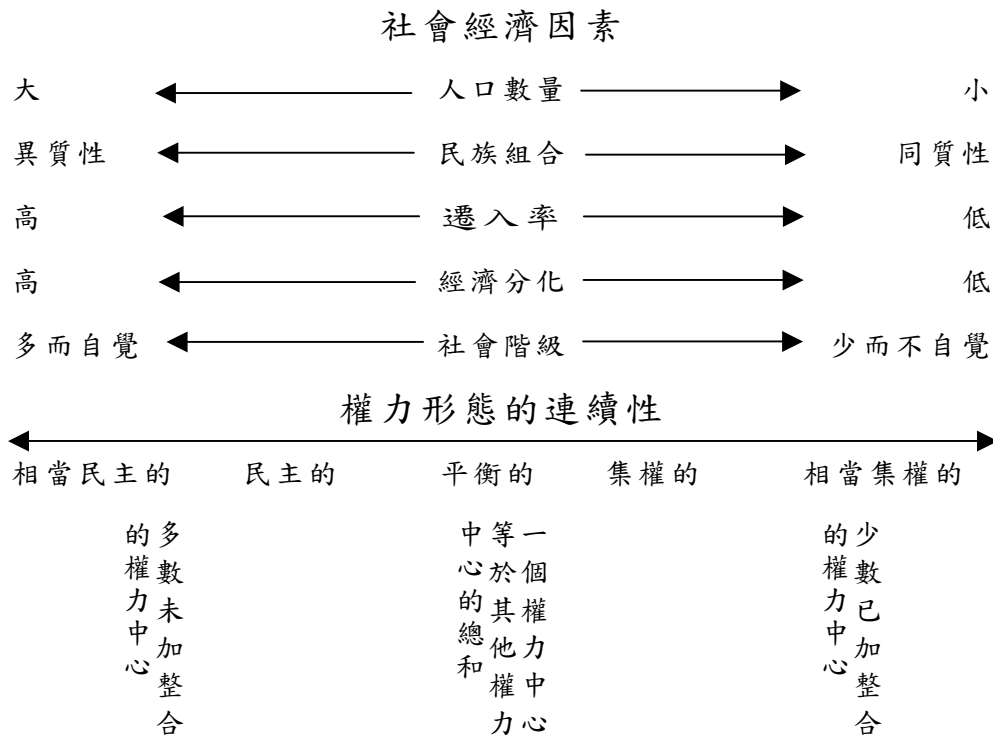 社會經濟因素
大 人口數量 小
異質性 民族組合 同質性
高 遷入率 低
高 經濟分化 低
多而自覺 社會階級 少而不自覺
權力形態的連續性
相當民主的 民主的 平衡的 集權的 相當集權的
多數未加整合
的權力中心
一個權力中心
等於其他權力
中心的總和
少數已加整合
的權力中心